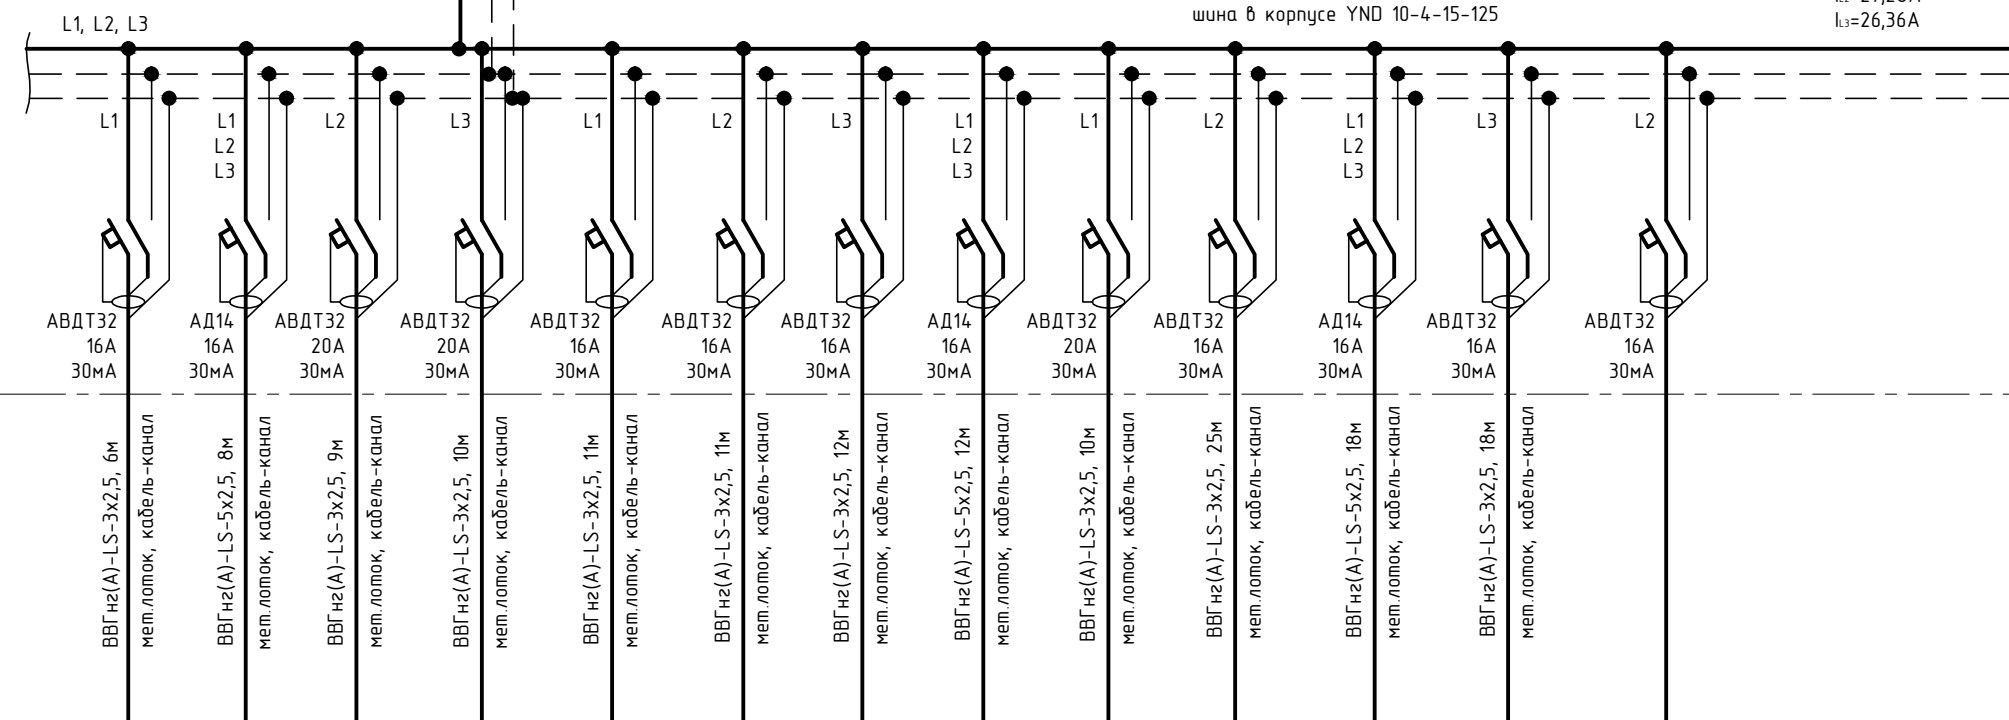 L1, L2, L3
шина в корпусе YND 10-4-15-125
IL3=26,36А
L1
L1
L2
L3
L2
L3
L1
L2
L3
L1
L2
L3
L1
L2
L1
L2
L3
L3
L2
АВДТ32
16А
30мА
АД14
16А
30мА
АВДТ32
20А
30мА
АВДТ32
20А
30мА
АВДТ32
16А
30мА
АВДТ32
16А
30мА
АВДТ32
16А
30мА
АД14
16А
30мА
АВДТ32
20А
30мА
АВДТ32
16А
30мА
АД14
16А
30мА
АВДТ32
16А
30мА
АВДТ32
16А
30мА
ВВГнг(А)-LS-3х2,5, 6м
мет.лоток, кабель-канал
ВВГнг(А)-LS-5х2,5, 8м
мет.лоток, кабель-канал
ВВГнг(А)-LS-3х2,5, 9м
мет.лоток, кабель-канал
ВВГнг(А)-LS-3х2,5, 10м
мет.лоток, кабель-канал
ВВГнг(А)-LS-3х2,5, 11м
мет.лоток, кабель-канал
ВВГнг(А)-LS-3х2,5, 11м
мет.лоток, кабель-канал
ВВГнг(А)-LS-3х2,5, 12м
мет.лоток, кабель-канал
ВВГнг(А)-LS-5х2,5, 12м
мет.лоток, кабель-канал
ВВГнг(А)-LS-3х2,5, 10м
мет.лоток, кабель-канал
ВВГнг(А)-LS-3х2,5, 25м
мет.лоток, кабель-канал
ВВГнг(А)-LS-5х2,5, 18м
мет.лоток, кабель-канал
ВВГнг(А)-LS-3х2,5, 18м
мет.лоток, кабель-канал